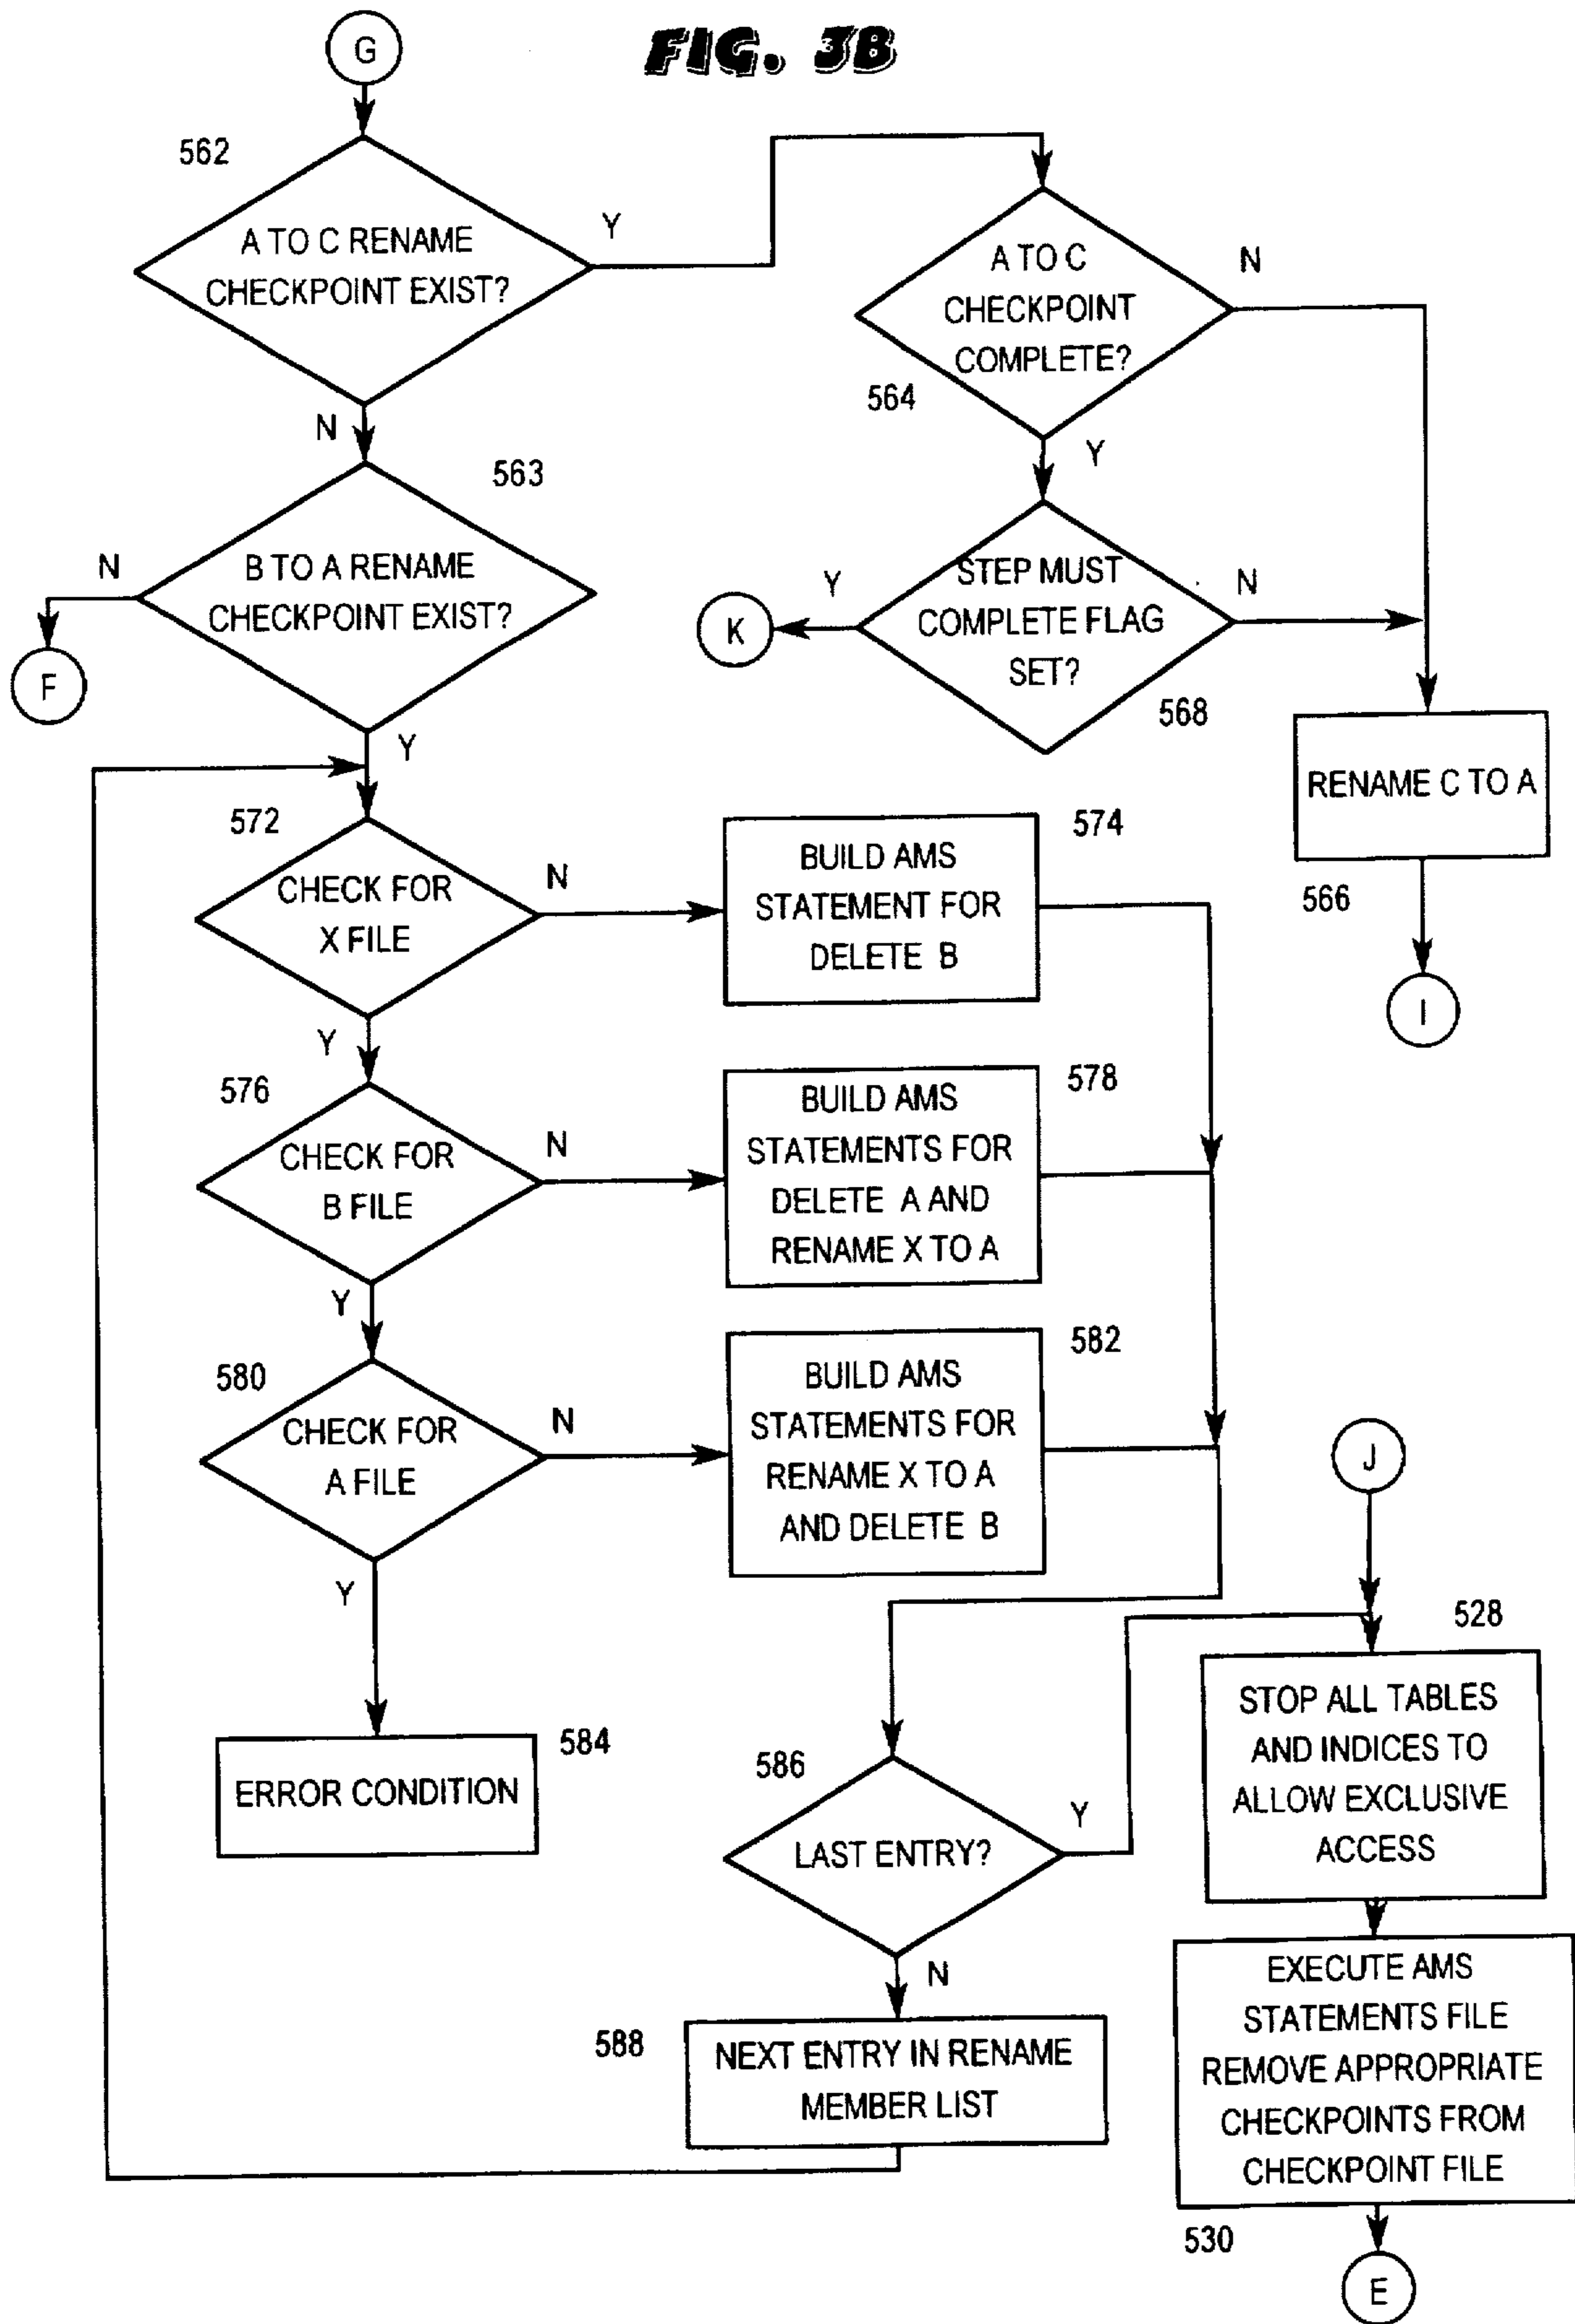 FIG. 3B
G
562
A TO C RENAME
CHECKPOINT EXIST?
Y
N
A TO C
CHECKPOINT
COMPLETE?
N
564
Y
563
B TO A RENAME
CHECKPOINT EXIST?
N
F
Y
STEP MUST
COMPLETE FLAG
SET?
Y
N
K
568
RENAME C TO A
566
I
572
CHECK FOR
X FILE
N
Y
574
BUILD AMS
STATEMENT FOR
DELETE B
576
CHECK FOR
B FILE
N
Y
578
BUILD AMS
STATEMENTS FOR
DELETE A AND
RENAME X TO A
580
CHECK FOR
A FILE
N
Y
582
BUILD AMS
STATEMENTS FOR
RENAME X TO A
AND DELETE B
584
ERROR CONDITION
J
528
STOP ALL TABLES
AND INDICES TO
ALLOW EXCLUSIVE
ACCESS
586
LAST ENTRY?
Y
N
588
NEXT ENTRY IN RENAME
MEMBER LIST
EXECUTE AMS
STATEMENTS FILE
REMOVE APPROPRIATE
CHECKPOINTS FROM
CHECKPOINT FILE
530
E